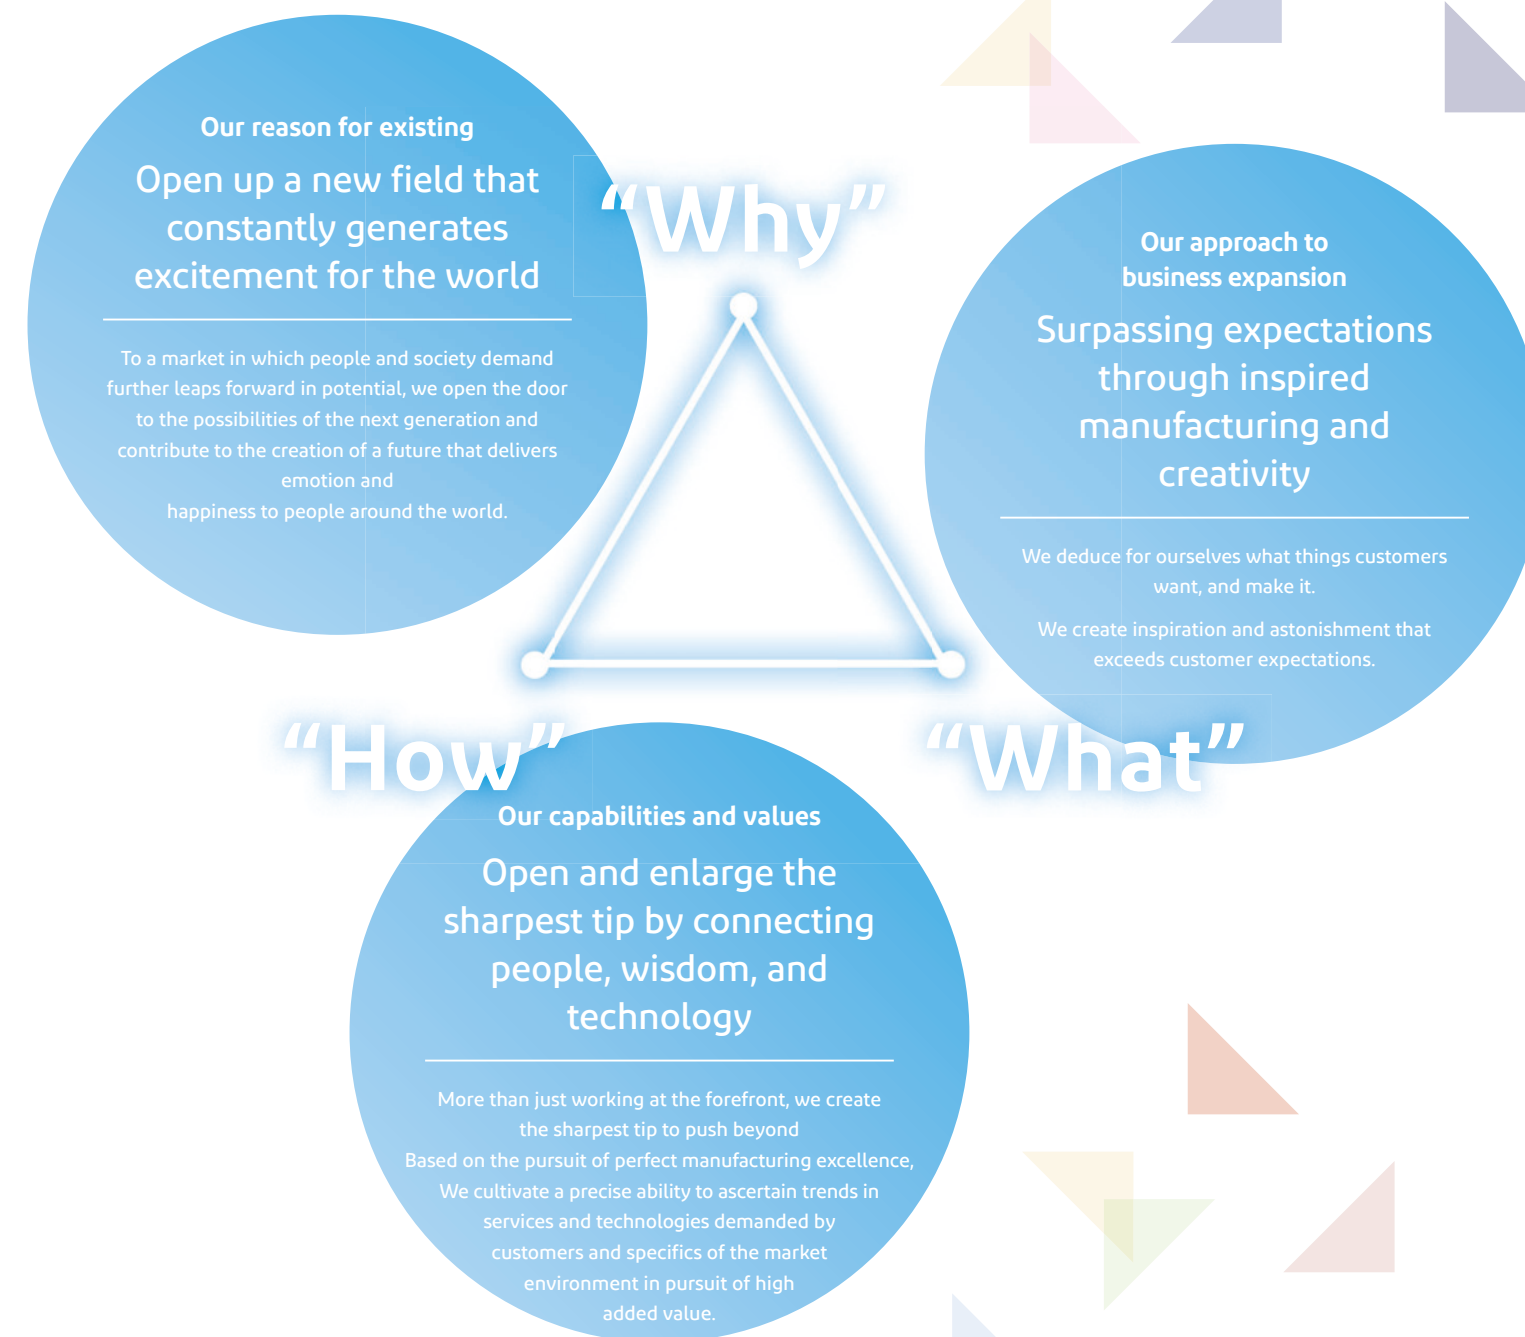 Our reason for existing
Open up a new field that
constantly generates
excitement for the world
To a market in which people and society demand
further leaps forward in potential, we open the door
to the possibilities of the next generation and
contribute to the creation of a future that delivers
emotion and
happiness to people around the world.
“Why”
Our approach to
business expansion
Surpassing expectations
through inspired
manufacturing and
creativity
We deduce for ourselves what things customers
want, and make it.
We create inspiration and astonishment that
exceeds customer expectations.
“What”
“How”
Our capabilities and values
Open and enlarge the
sharpest tip by connecting
people, wisdom, and
technology
More than just working at the forefront, we create
the sharpest tip to push beyond
Based on the pursuit of perfect manufacturing excellence,
We cultivate a precise ability to ascertain trends in
services and technologies demanded by
customers and specifics of the market
environment in pursuit of high
added value.